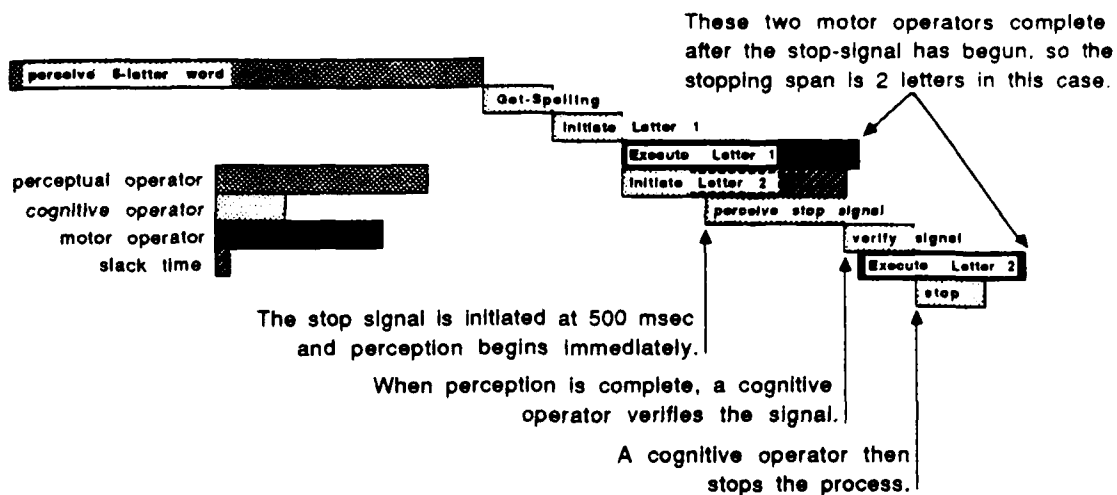 These two motor operators complete
after the stop-signal has begun, so the
stopping span is 2 letters in this case.
perceive 5-letter word
Get-Spelling
Initiate Letter 1
Execute Letter 1
Initiate Letter 2
perceive stop signal
verify signal
Execute Letter 2
stop
perceptual operator
cognitive operator
motor operator
slack time
The stop signal is initiated at 500 msec
and perception begins immediately.
When perception is complete, a cognitive
operator verifies the signal.
A cognitive operator then
stops the process.